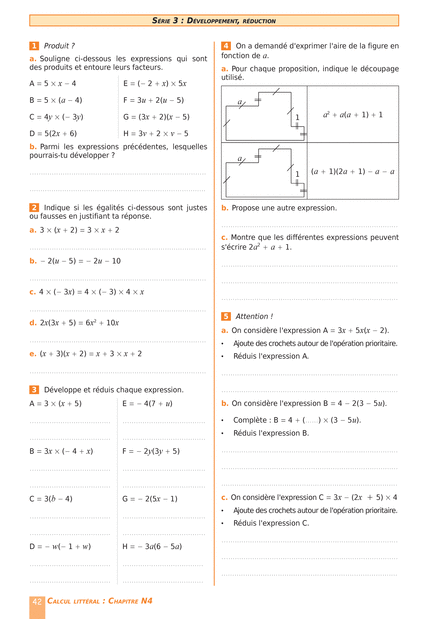 SÉRIE 3 : DÉVELOPPEMENT, RÉDUCTION
1 Produit ?
a. Souligne ci-dessous les expressions qui sont
des produits et entoure leurs facteurs.
A = 5 × x − 4
E = (− 2 + x) × 5x
B = 5 × (a − 4)
F = 3u + 2(u − 5)
C = 4y × (− 3y)
G = (3x + 2)(x − 5)
D = 5(2x + 6)
H = 3v + 2 × v − 5
b. Parmi les expressions précédentes, lesquelles
pourrais-tu développer ?
2 Indique si les égalités ci-dessous sont justes
ou fausses en justifiant ta réponse.
a. 3 × (x + 2) = 3 × x + 2
b. − 2(u − 5) = − 2u − 10
c. 4 × (− 3x) = 4 × (− 3) × 4 × x
d. 2x(3x + 5) = 6x² + 10x
e. (x + 3)(x + 2) = x + 3 × x + 2
3 Développe et réduis chaque expression.
A = 3 × (x + 5)
E = − 4(7 + u)
B = 3x × (− 4 + x)
F = − 2y(3y + 5)
C = 3(b − 4)
G = − 2(5x − 1)
D = − w(− 1 + w)
H = − 3a(6 − 5a)
4 On a demandé d'exprimer l'aire de la figure en
fonction de a.
a. Pour chaque proposition, indique le découpage
utilisé.
a
1
a² + a(a + 1) + 1
a
1
(a + 1)(2a + 1) − a − a
b. Propose une autre expression.
c. Montre que les différentes expressions peuvent
s'écrire 2a² + a + 1.
5 Attention !
a. On considère l'expression A = 3x + 5x(x − 2).
• Ajoute des crochets autour de l'opération prioritaire.
• Réduis l'expression A.
b. On considère l'expression B = 4 − 2(3 − 5u).
• Complète : B = 4 + (......) × (3 − 5u).
• Réduis l'expression B.
c. On considère l'expression C = 3x − (2x + 5) × 4
• Ajoute des crochets autour de l'opération prioritaire.
• Réduis l'expression C.
42 CALCUL LITTÉRAL : CHAPITRE N4